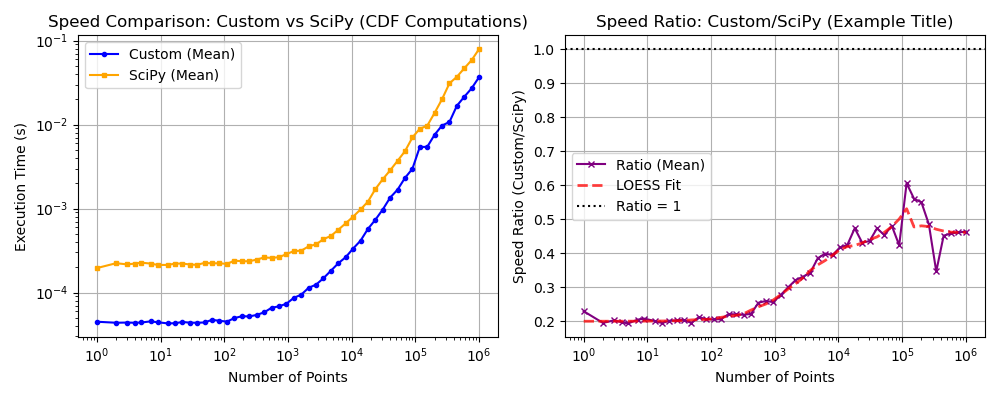 Speed Comparison: Custom vs SciPy (CDF Computations)
Custom (Mean)
SciPy (Mean)
Execution Time (s)
10⁻¹
10⁻²
10⁻³
10⁻⁴
10⁰ 10¹ 10² 10³ 10⁴ 10⁵ 10⁶
Number of Points
Speed Ratio: Custom/SciPy (Example Title)
Ratio (Mean)
LOESS Fit
Ratio = 1
Speed Ratio (Custom/SciPy)
1.0
0.9
0.8
0.7
0.6
0.5
0.4
0.3
0.2
10⁰ 10¹ 10² 10³ 10⁴ 10⁵ 10⁶
Number of Points